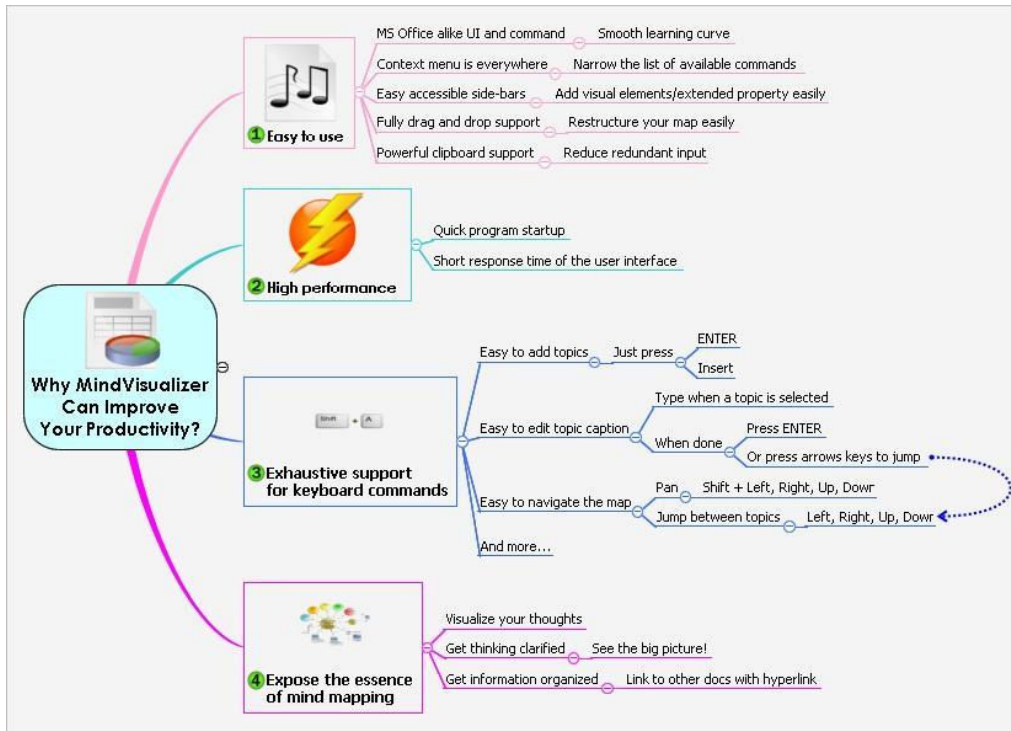 Why MindVisualizer
Can Improve
Your Productivity?
1 Easy to use
MS Office alike UI and command
Smooth learning curve
Context menu is everywhere
Narrow the list of available commands
Easy accessible side-bars
Add visual elements/extended property easily
Fully drag and drop support
Restructure your map easily
Powerful clipboard support
Reduce redundant input
2 High performance
Quick program startup
Short response time of the user interface
Shift + A
3 Exhaustive support
for keyboard commands
Easy to add topics
Just press
ENTER
Insert
Easy to edit topic caption
Type when a topic is selected
When done
Press ENTER
Or press arrows keys to jump
Easy to navigate the map
Pan
Shift + Left, Right, Up, Down
Jump between topics
Left, Right, Up, Down
And more...
4 Expose the essence
of mind mapping
Visualize your thoughts
Get thinking clarified
See the big picture!
Get information organized
Link to other docs with hyperlink